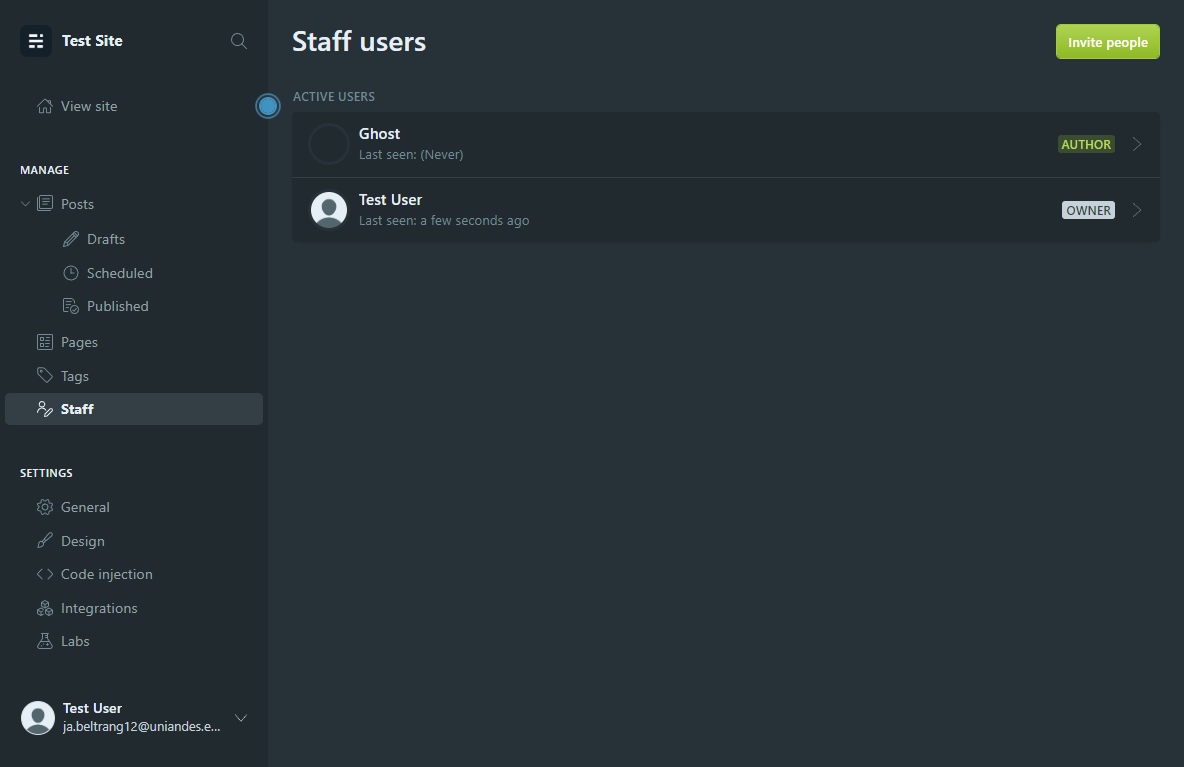 Test Site
View site
MANAGE
Posts
Drafts
Scheduled
Published
Pages
Tags
Staff
SETTINGS
General
Design
Code injection
Integrations
Labs
Test User
ja.beltrang12@uniandes.e...
Staff users
Invite people
ACTIVE USERS
Ghost
Last seen: (Never)
AUTHOR
Test User
Last seen: a few seconds ago
OWNER